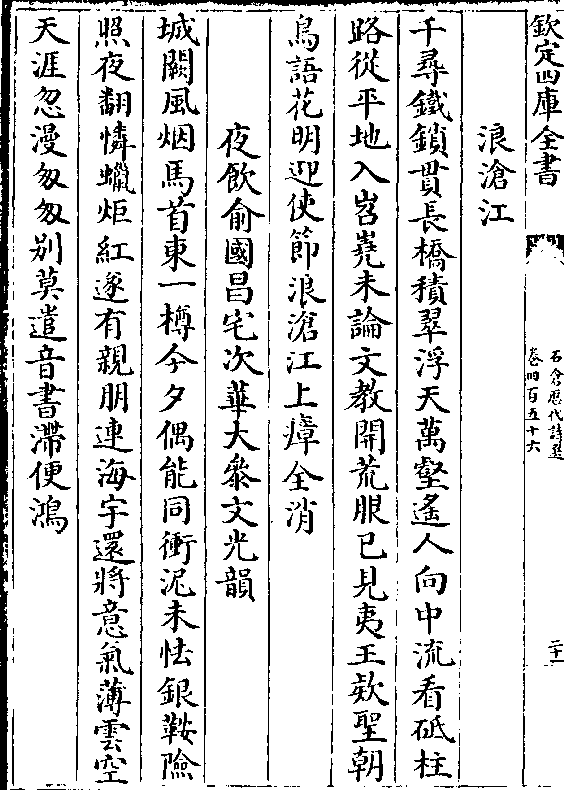 欽定四庫全書
石倉歷代詩選
卷四百五十六
二十一
浪滄江
千尋鐵鎖貫長橋積翠浮天萬壑遙人向中流看砥柱
路從平地入岧嶤未論文教開荒服已見夷王欵聖朝
鳥語花明迎使節浪滄江上瘴全消
夜飲俞國昌宅次華大叅文光韻
城闕風烟馬首東一樽今夕偶能同衝泥未怯銀鞍險
照夜翻憐蠟炬紅遂有親朋連海宇還將意氣薄雲空
天涯忽漫匆匆别莫遣音書滯便鴻